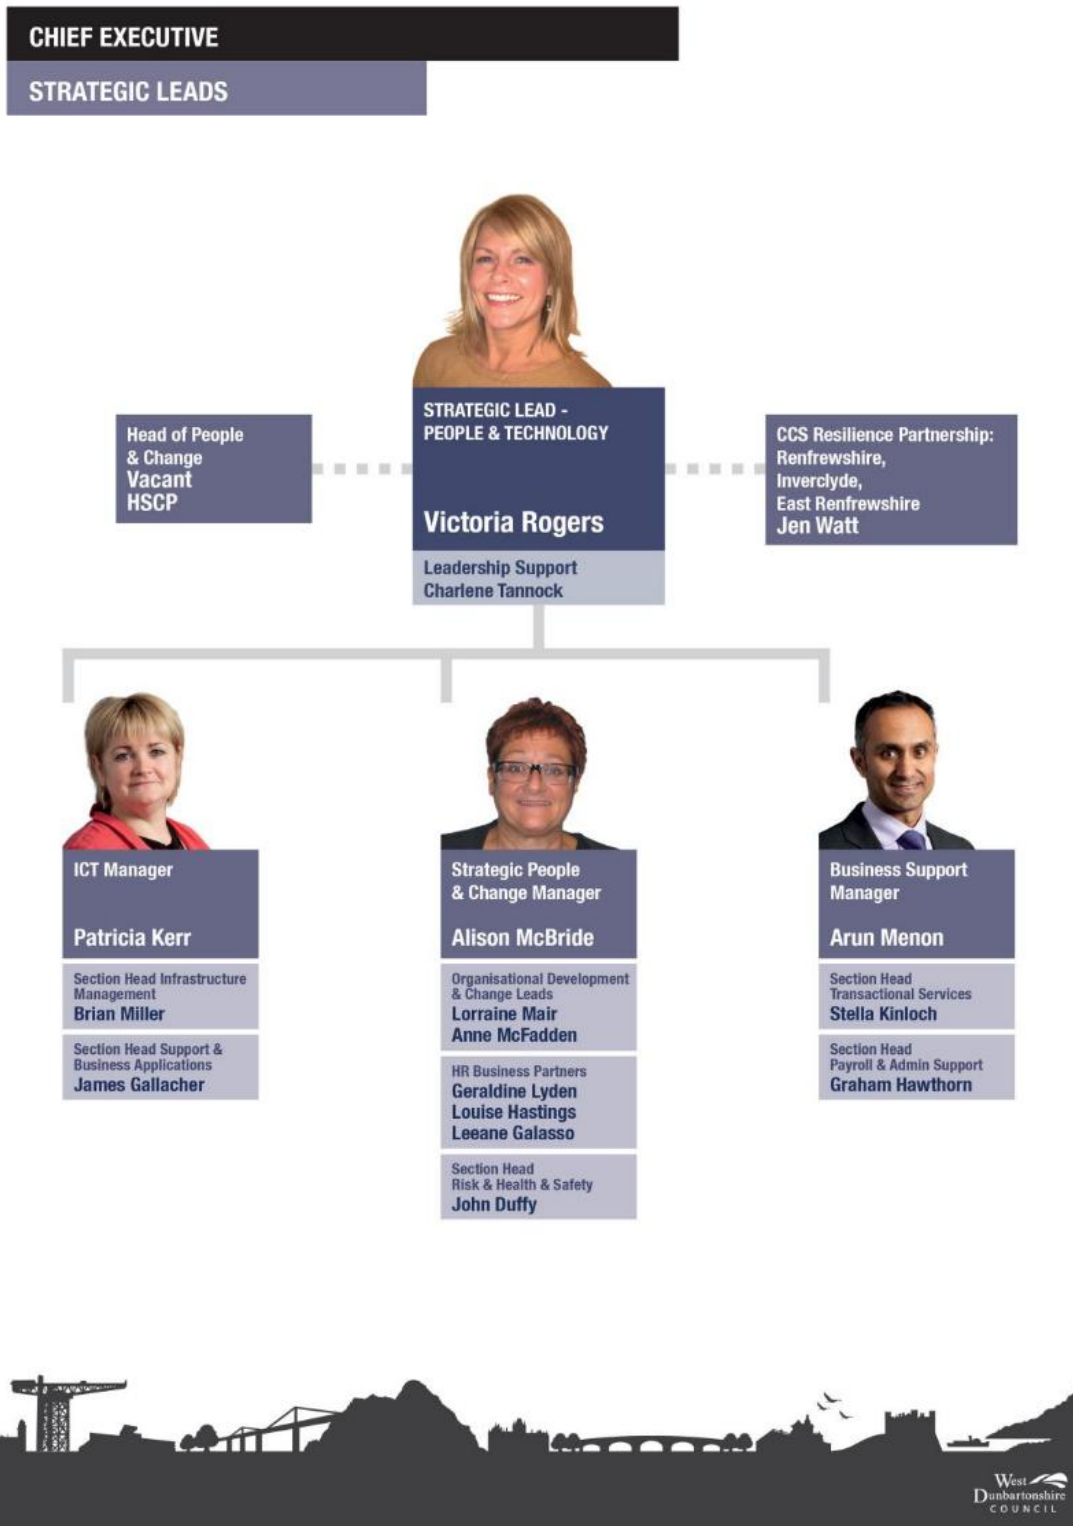 CHIEF EXECUTIVE
STRATEGIC LEADS
STRATEGIC LEAD -
PEOPLE & TECHNOLOGY
Victoria Rogers
Leadership Support
Charlene Tannock
Head of People
& Change
Vacant
HSCP
CCS Resilience Partnership:
Renfrewshire,
Inverclyde,
East Renfrewshire
Jen Watt
ICT Manager
Patricia Kerr
Section Head Infrastructure
Management
Brian Miller
Section Head Support &
Business Applications
James Gallacher
Strategic People
& Change Manager
Alison McBride
Organisational Development
& Change Leads
Lorraine Mair
Anne McFadden
HR Business Partners
Geraldine Lyden
Louise Hastings
Leeane Galasso
Section Head
Risk & Health & Safety
John Duffy
Business Support
Manager
Arun Menon
Section Head
Transactional Services
Stella Kinloch
Section Head
Payroll & Admin Support
Graham Hawthorn
West
Dunbartonshire
COUNCIL